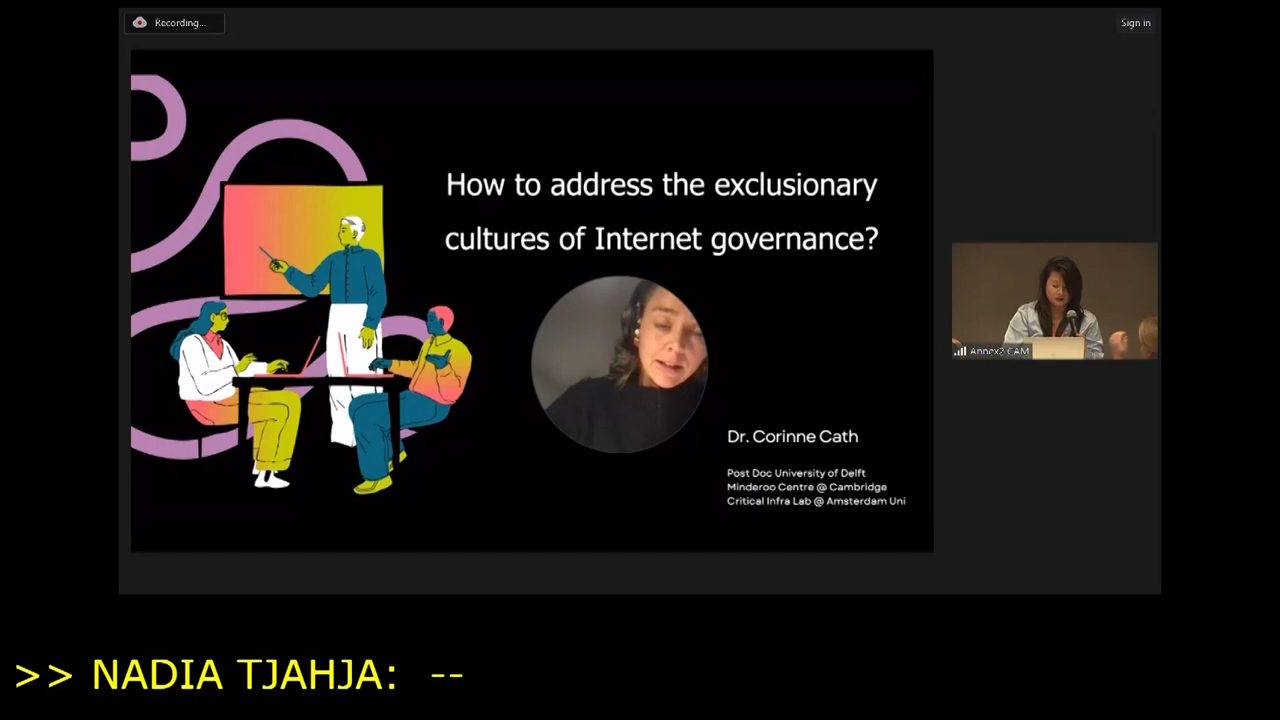 Recording...
Sign in
How to address the exclusionary
cultures of Internet governance?
Annex2 CAM
Dr. Corinne Cath
Post Doc University of Delft
Minderoo Centre @ Cambridge
Critical Infra Lab @ Amsterdam Uni
>> NADIA TJAHJA:  --